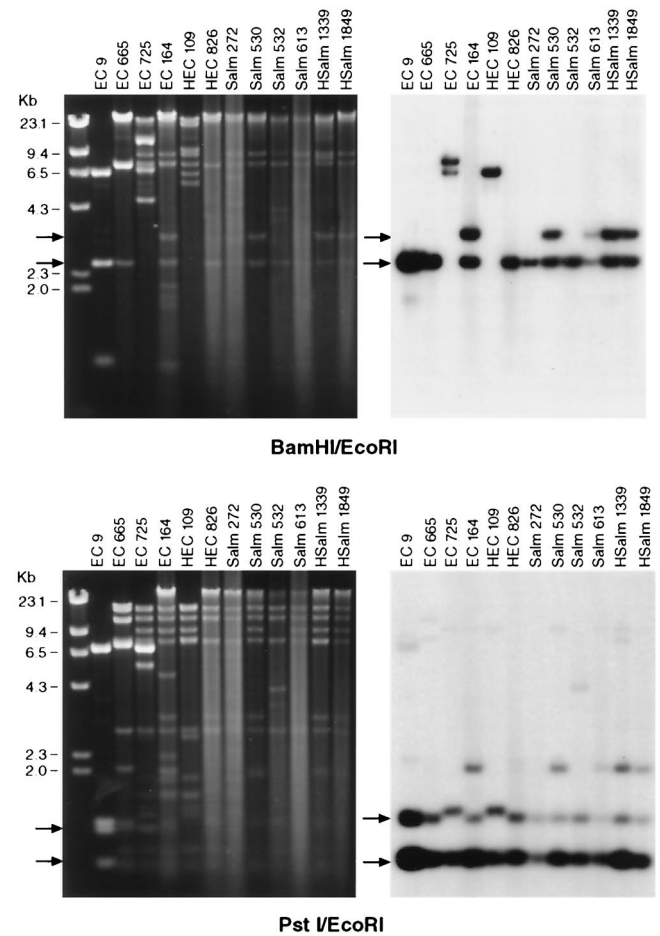 EC 9
EC 665
EC 725
EC 164
HEC 109
HEC 826
Salm 272
Salm 530
Salm 532
Salm 613
HSalm 1339
HSalm 1849
EC 9
EC 665
EC 725
EC 164
HEC 109
HEC 826
Salm 272
Salm 530
Salm 532
Salm 613
HSalm 1339
HSalm 1849
Kb
23.1
9.4
6.5
4.3
2.3
2.0
BamHI/EcoRI
EC 9
EC 665
EC 725
EC 164
HEC 109
HEC 826
Salm 272
Salm 530
Salm 532
Salm 613
HSalm 1339
HSalm 1849
EC 9
EC 665
EC 725
EC 164
HEC 109
HEC 826
Salm 272
Salm 530
Salm 532
Salm 613
HSalm 1339
HSalm 1849
Kb
23.1
9.4
6.5
4.3
2.3
2.0
Pst I/EcoRI